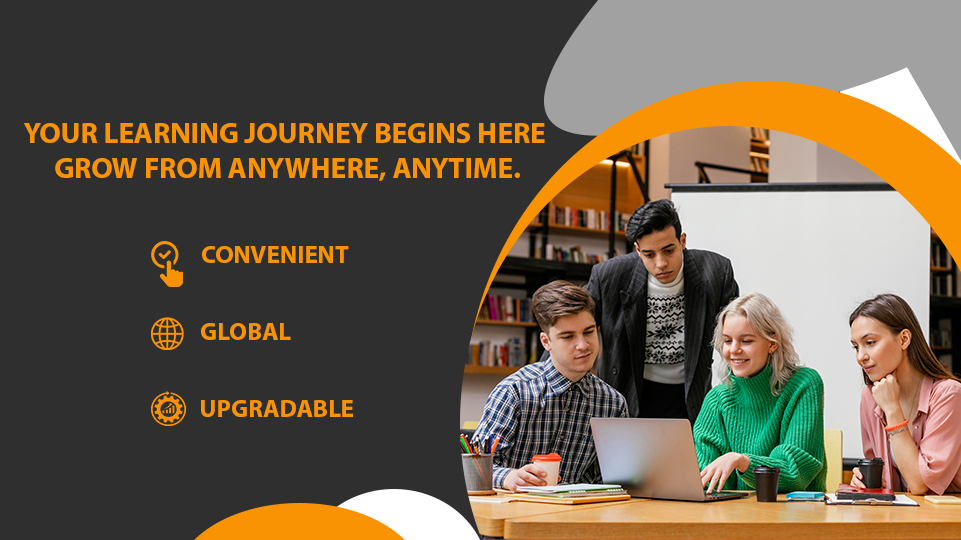 YOUR LEARNING JOURNEY BEGINS HERE
GROW FROM ANYWHERE, ANYTIME.
CONVENIENT
GLOBAL
UPGRADABLE